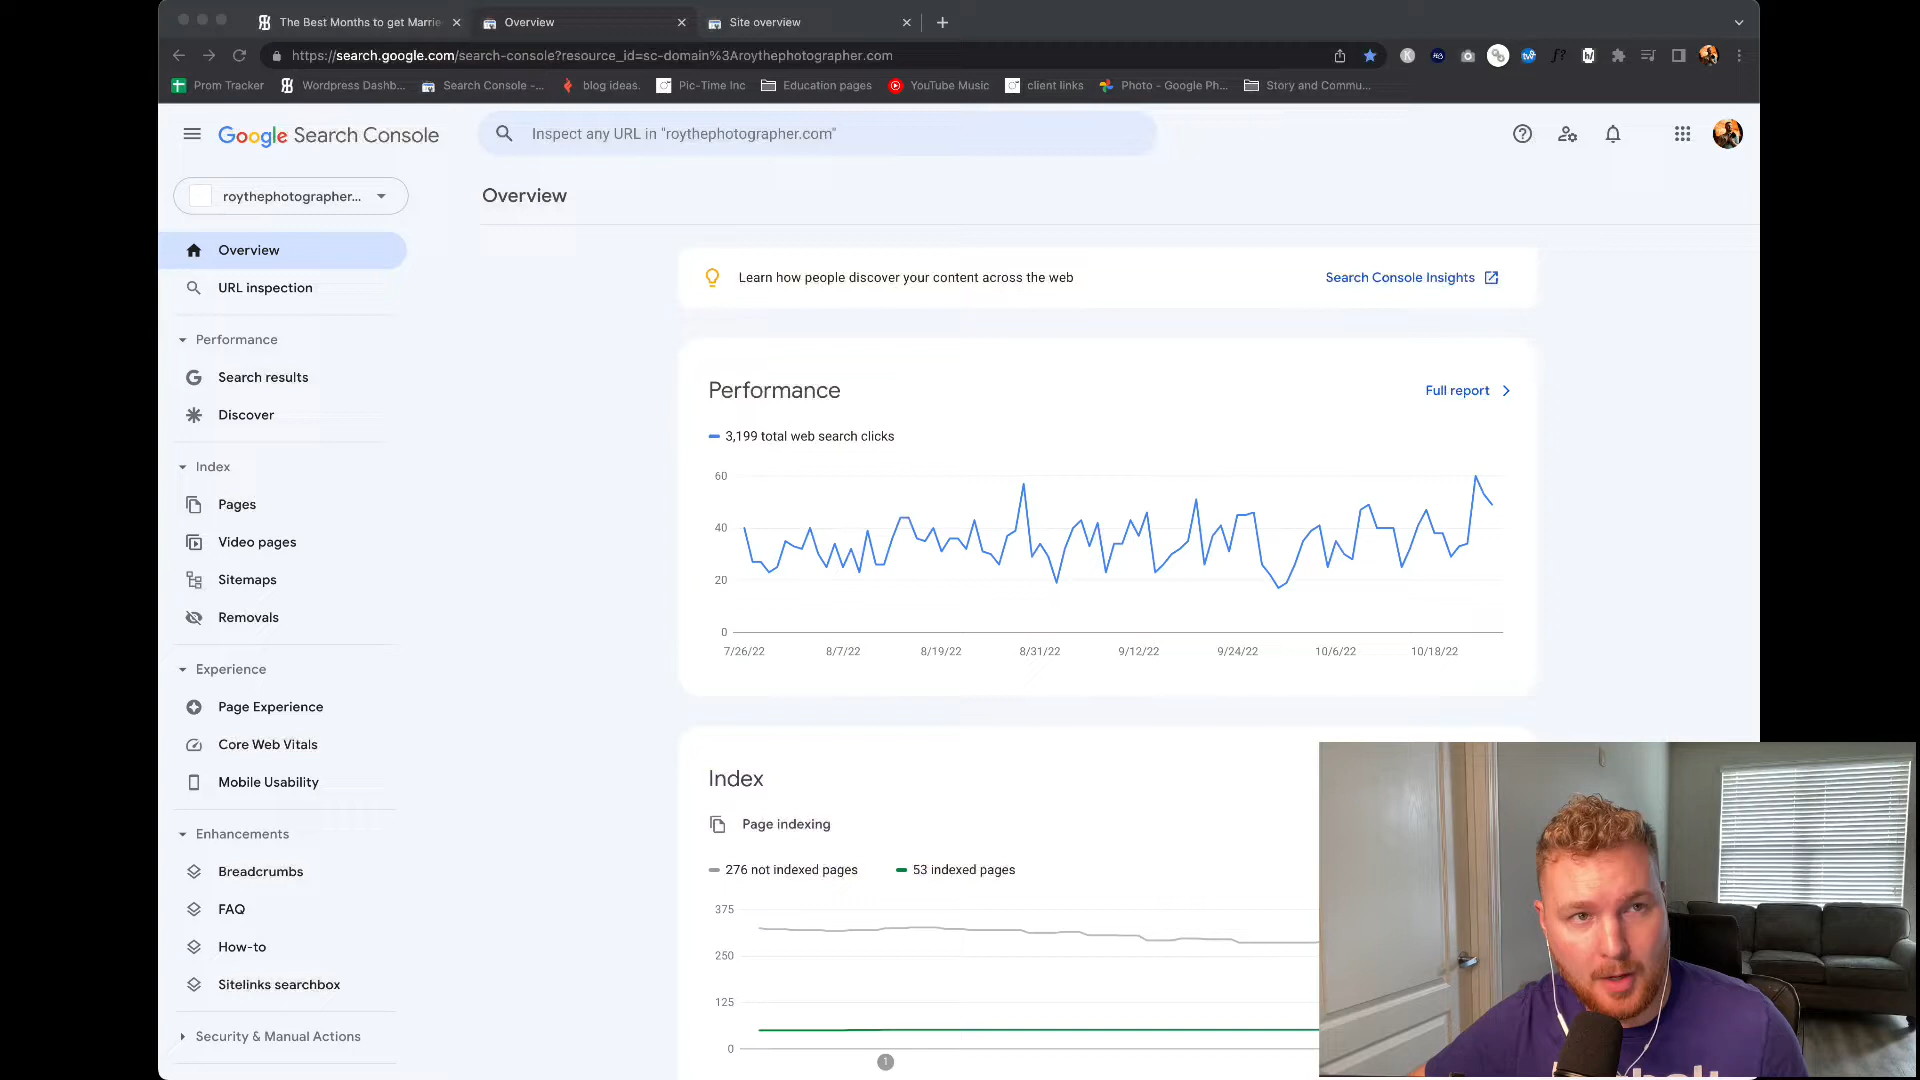 The Best Months to get Marrie
Overview
Site overview
https://search.google.com/search-console?resource_id=sc-domain%3Aroythephotographer.com
Prom Tracker
Wordpress Dashb...
Search Console -...
blog ideas.
Pic-Time Inc
Education pages
YouTube Music
client links
Photo - Google Ph...
Story and Commu...
Google Search Console
Inspect any URL in "roythephotographer.com"
roythephotographer...
Overview
Overview
URL inspection
Performance
Search results
Discover
Index
Pages
Video pages
Sitemaps
Removals
Experience
Page Experience
Core Web Vitals
Mobile Usability
Enhancements
Breadcrumbs
FAQ
How-to
Sitelinks searchbox
Security & Manual Actions
Learn how people discover your content across the web
Search Console Insights
Performance
Full report
3,199 total web search clicks
60
40
20
0
7/26/22
8/7/22
8/19/22
8/31/22
9/12/22
9/24/22
10/6/22
10/18/22
Index
Page indexing
276 not indexed pages
53 indexed pages
375
250
125
0
1